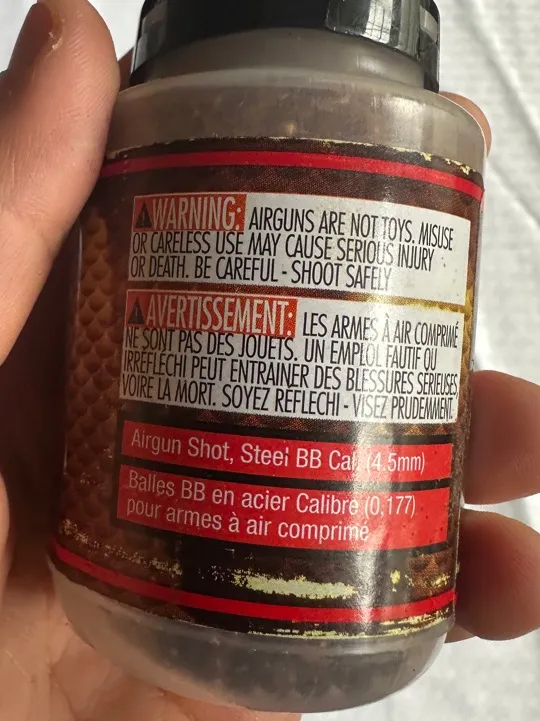 WARNING: AIRGUNS ARE NOT TOYS. MISUSE
OR CARELESS USE MAY CAUSE SERIOUS INJURY
OR DEATH. BE CAREFUL - SHOOT SAFELY
AVERTISSEMENT: LES ARMES À AIR COMPRIMÉ
NE SONT PAS DES JOUETS. UN EMPLOI FAUTIF OU
IRRÉFLÉCHI PEUT ENTRAINER DES BLESSURES SÉRIEUSES,
VOIRE LA MORT. SOYEZ RÉFLÉCHI - VISEZ PRUDEMMENT.
Airgun Shot, Steel BB Cal. (4.5mm)
Balles BB en acier Calibre (0.177)
pour armes à air comprimé